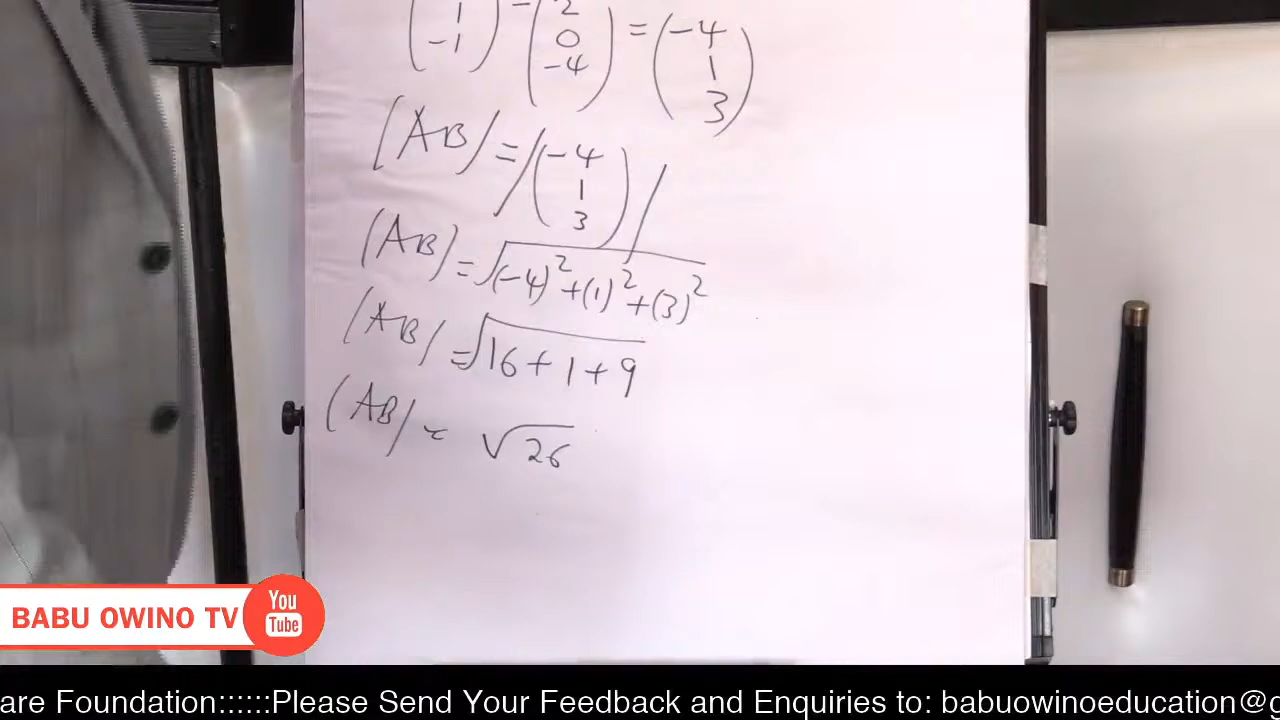 1 - 2 = -4
-1 0 1
-4 3
|AB| = |(-4 1 3)|
|AB| = √(-4)² + (1)² + (3)²
|AB| = √16 + 1 + 9
|AB| = √26
BABU OWINO TV
You
Tube
are Foundation::::::Please Send Your Feedback and Enquiries to: babuowinoeducation@g